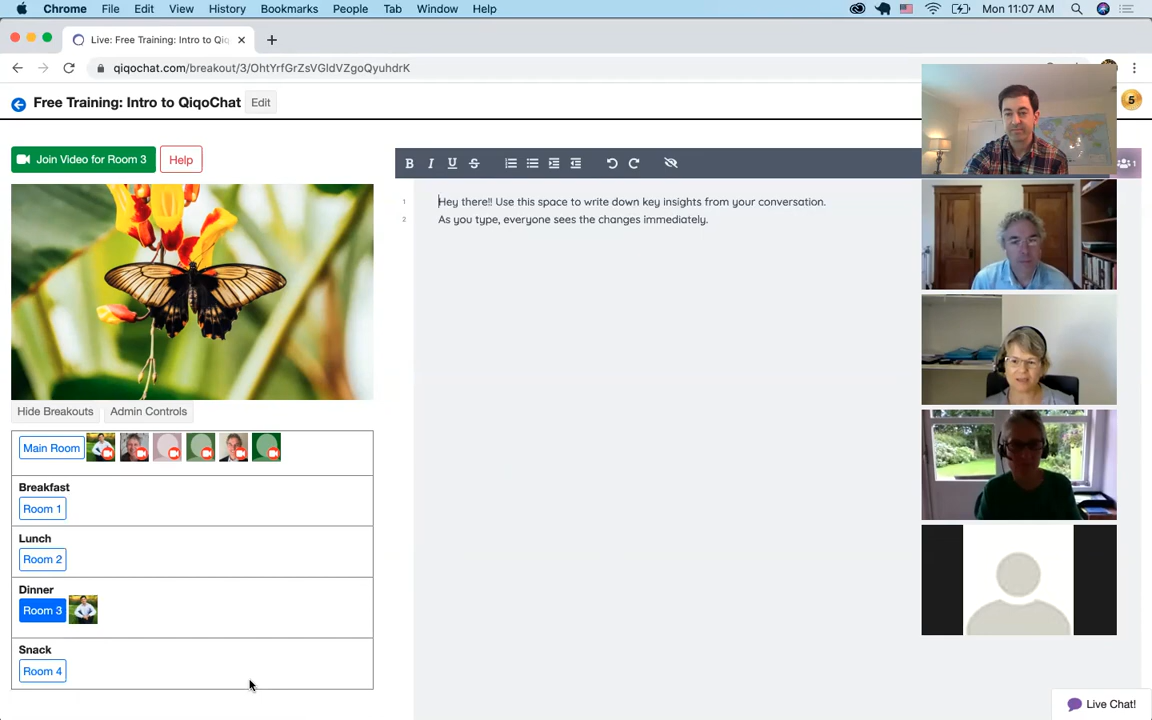 Chrome File Edit View History Bookmarks People Tab Window Help Mon 11:07 AM
Live: Free Training: Intro to Qiq
qiqochat.com/breakout/3/OhtYrfGrZsVGldVZgoQyuhdrK
Free Training: Intro to QiqoChat Edit
5
Join Video for Room 3 Help
B I U S
1
1 Hey there!! Use this space to write down key insights from your conversation.
2 As you type, everyone sees the changes immediately.
Hide Breakouts Admin Controls
Main Room
Breakfast
Room 1
Lunch
Room 2
Dinner
Room 3
Snack
Room 4
Live Chat!